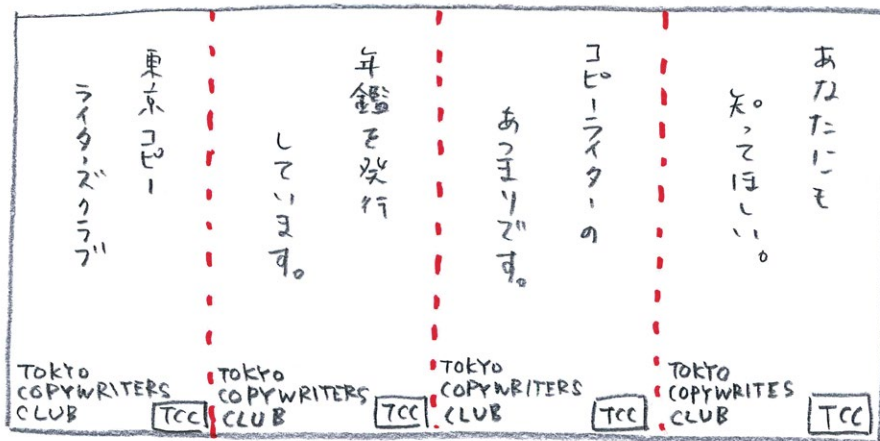 あなたにも
知ってほしい。
TOKYO
COPYWRITES
CLUB
TCC
コピーライターの
あつまりです。
TOKYO
COPYWRITERS
CLUB
TCC
年鑑を発行
しています。
TOKYO
COPYWRITERS
CLUB
TCC
東京コピー
ライターズクラブ
TOKYO
COPYWRITERS
CLUB
TCC